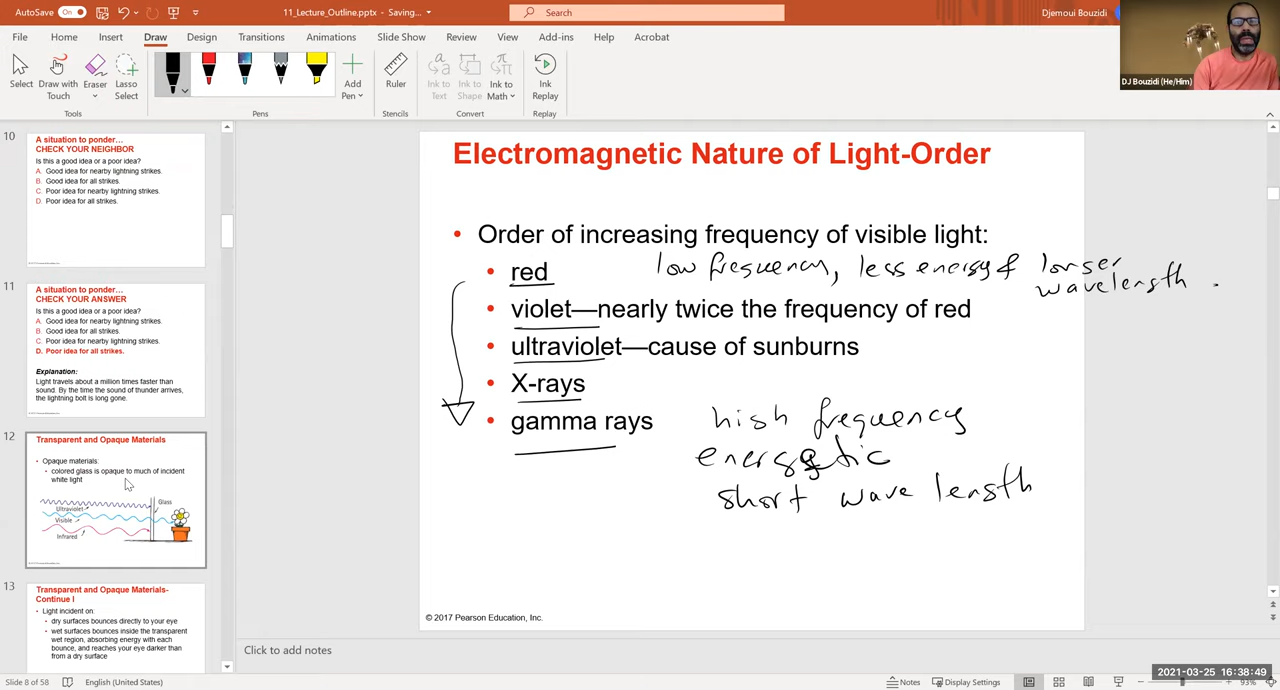 AutoSave On 11_Lecture_Outline.pptx - Saving... Search Djemoui Bouzidi
File Home Insert Draw Design Transitions Animations Slide Show Review View Add-ins Help Acrobat
Select Draw with Touch Eraser Lasso Select Add Pen Ruler Ink to Text Ink to Shape Ink to Math Ink Replay
Tools Pens Stencils Convert Replay
DJ Bouzidi (He/Him)
10
A situation to ponder…
CHECK YOUR NEIGHBOR
Is this a good idea or a poor idea?
A. Good idea for nearby lightning strikes.
B. Good idea for all strikes.
C. Poor idea for nearby lightning strikes.
D. Poor idea for all strikes.
11
A situation to ponder…
CHECK YOUR ANSWER
A. Good idea for nearby lightning strikes.
B. Good idea for all strikes.
C. Poor idea for nearby lightning strikes.
D. Poor idea for all strikes.
Explanation:
Light travels about a million times faster than
sound. By the time the sound of thunder arrives,
the lightning bolt is long gone.
12
Transparent and Opaque Materials
• Opaque materials:
• colored glass is opaque to much of incident
white light
Glass
Ultraviolet
Visible
Infrared
13
Transparent and Opaque Materials-
Continue I
• Light incident on:
• dry surfaces bounces directly to your eye
• wet surfaces bounces inside the transparent
wet region, absorbing energy with each
bounce, and reaches your eye darker than
from a dry surface
Electromagnetic Nature of Light-Order
• Order of increasing frequency of visible light:
• red low frequency, less energy & longer
wavelength
• violet—nearly twice the frequency of red
• ultraviolet—cause of sunburns
• X-rays
• gamma rays high frequency
energetic
short wave length
© 2017 Pearson Education, Inc.
Click to add notes
2021-03-25 16:38:49
Slide 8 of 58 English (United States) Notes Display Settings 93%